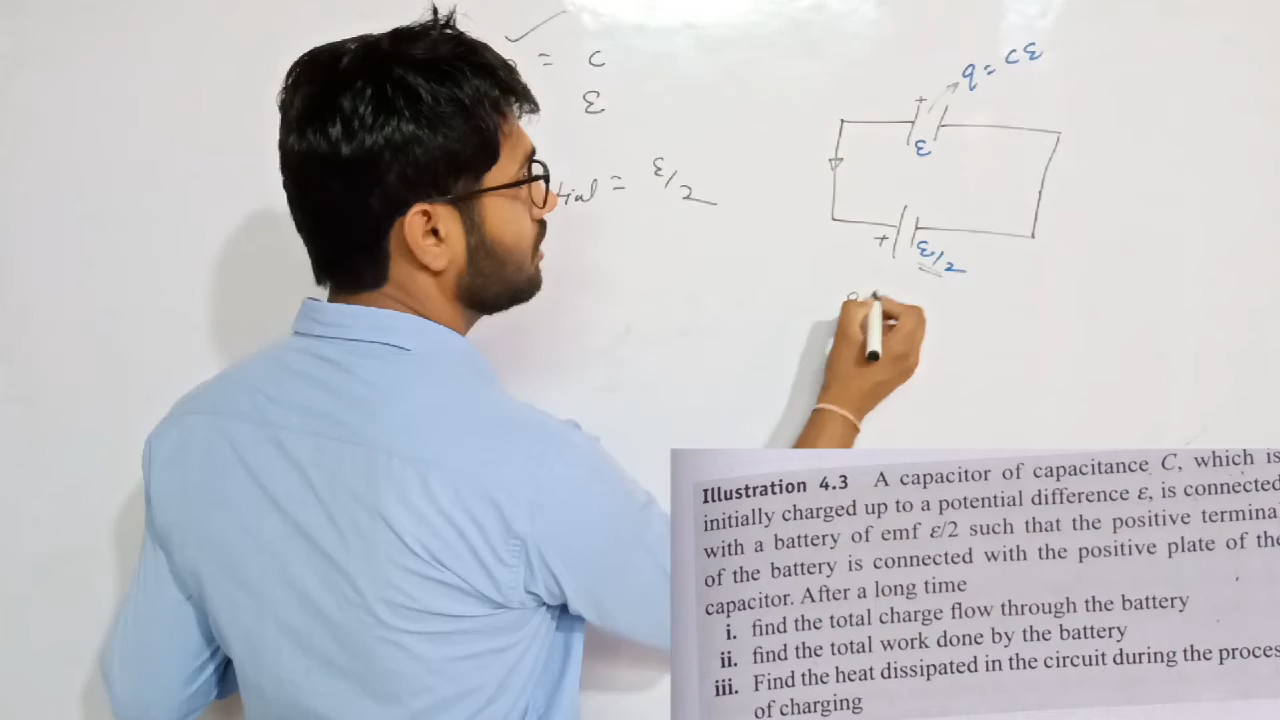 = C
ε
tial = ε/2
q = Cε
+
ε
+
ε/2
Illustration 4.3 A capacitor of capacitance C, which is
initially charged up to a potential difference ε, is connected
with a battery of emf ε/2 such that the positive terminal
of the battery is connected with the positive plate of the
capacitor. After a long time
i. find the total charge flow through the battery
ii. find the total work done by the battery
iii. Find the heat dissipated in the circuit during the proces
of charging